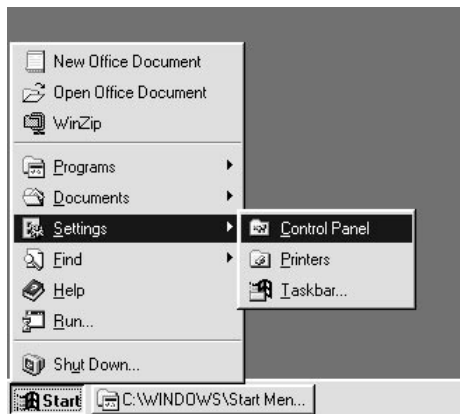 New Office Document
Open Office Document
WinZip
Programs
Documents
Settings
Find
Help
Run...
Shut Down...
Control Panel
Printers
Taskbar...
Start
C:\WINDOWS\Start Men...